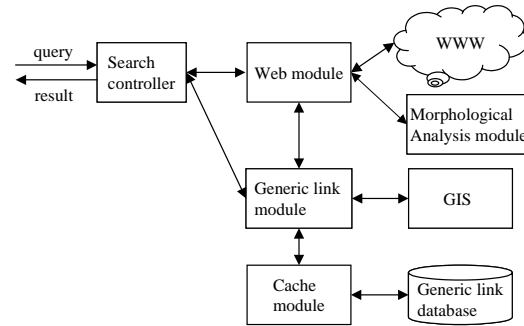 query
result
Search
controller
Web module
WWW
Morphological
Analysis module
Generic link
module
GIS
Cache
module
Generic link
database